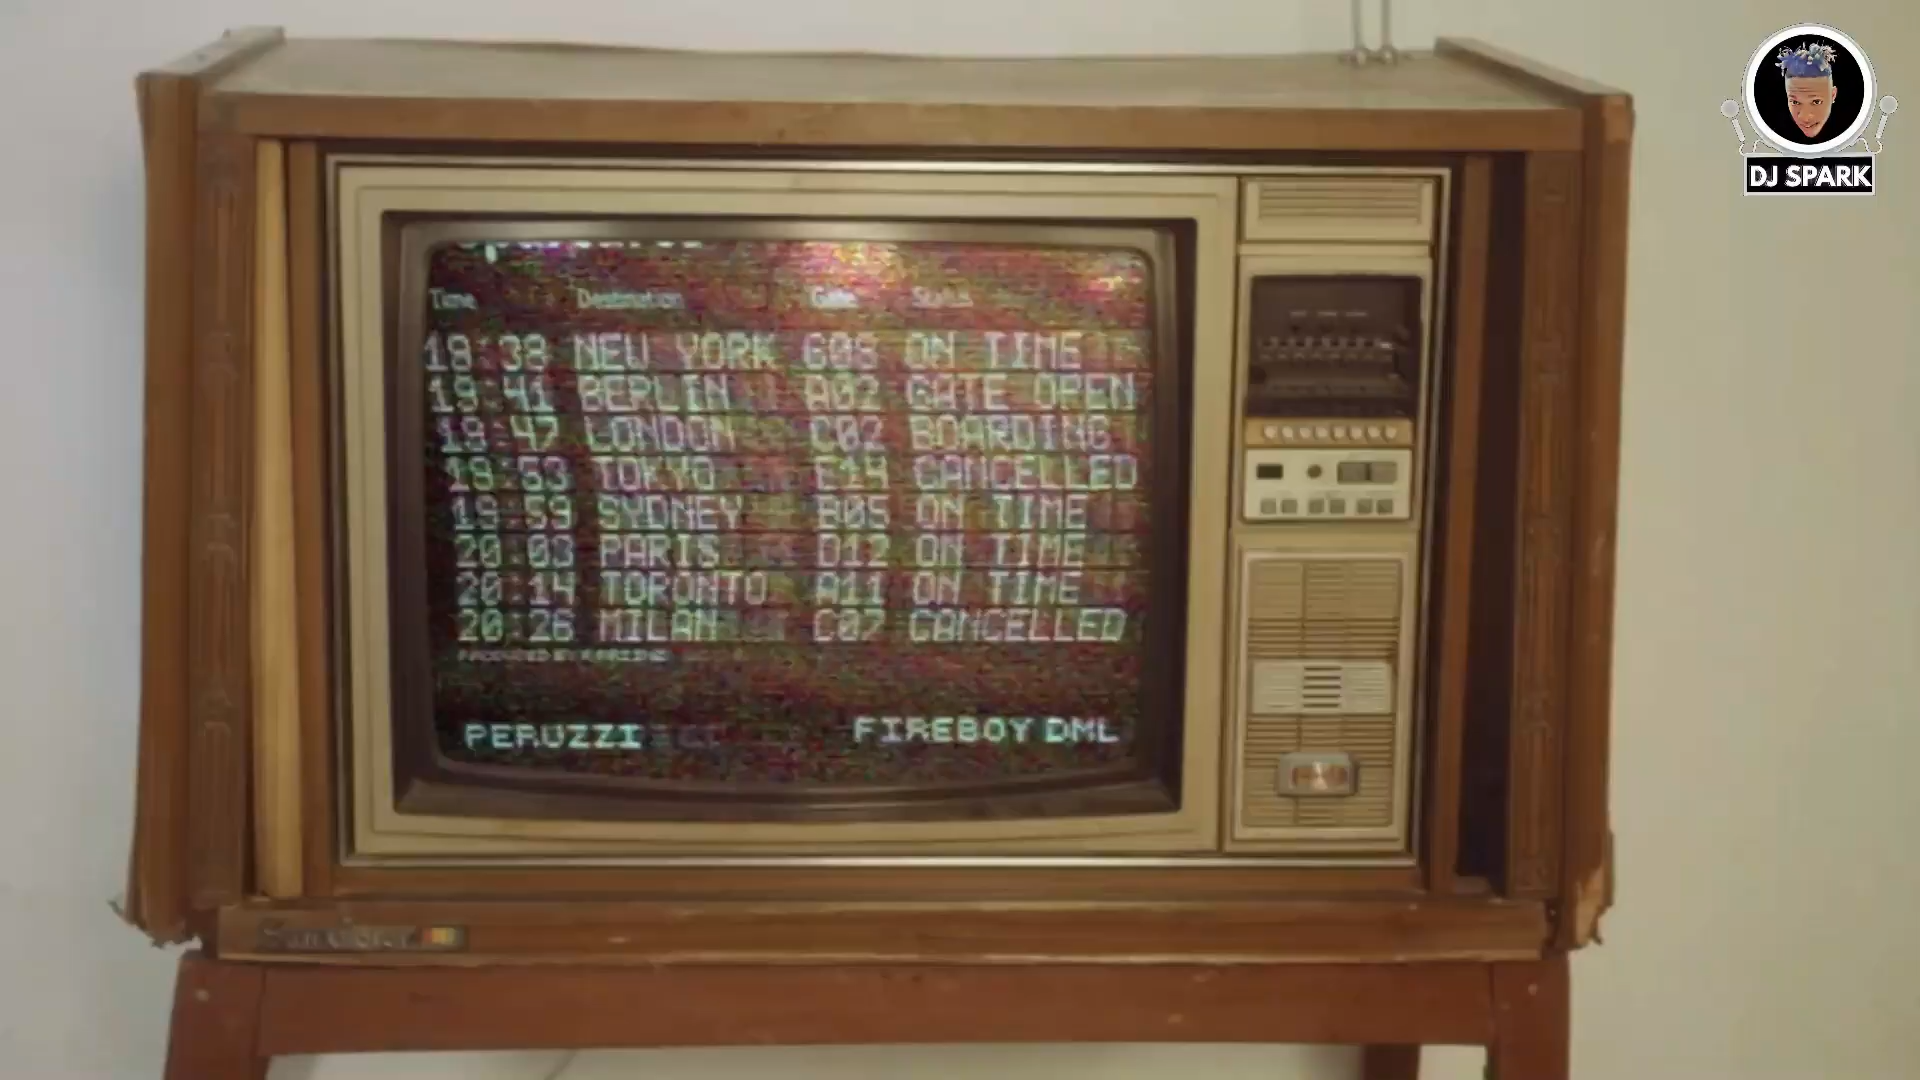 DJ SPARK
Time Destination Gate Status
18:38 NEW YORK G08 ON TIME
19:41 BERLIN A02 GATE OPEN
19:47 LONDON C02 BOARDING
19:53 TOKYO E14 CANCELLED
19:59 SYDNEY B05 ON TIME
20:03 PARIS D12 ON TIME
20:14 TORONTO A11 ON TIME
20:26 MILAN C07 CANCELLED
PRODUCED BY
PERUZZI FIREBOY DML